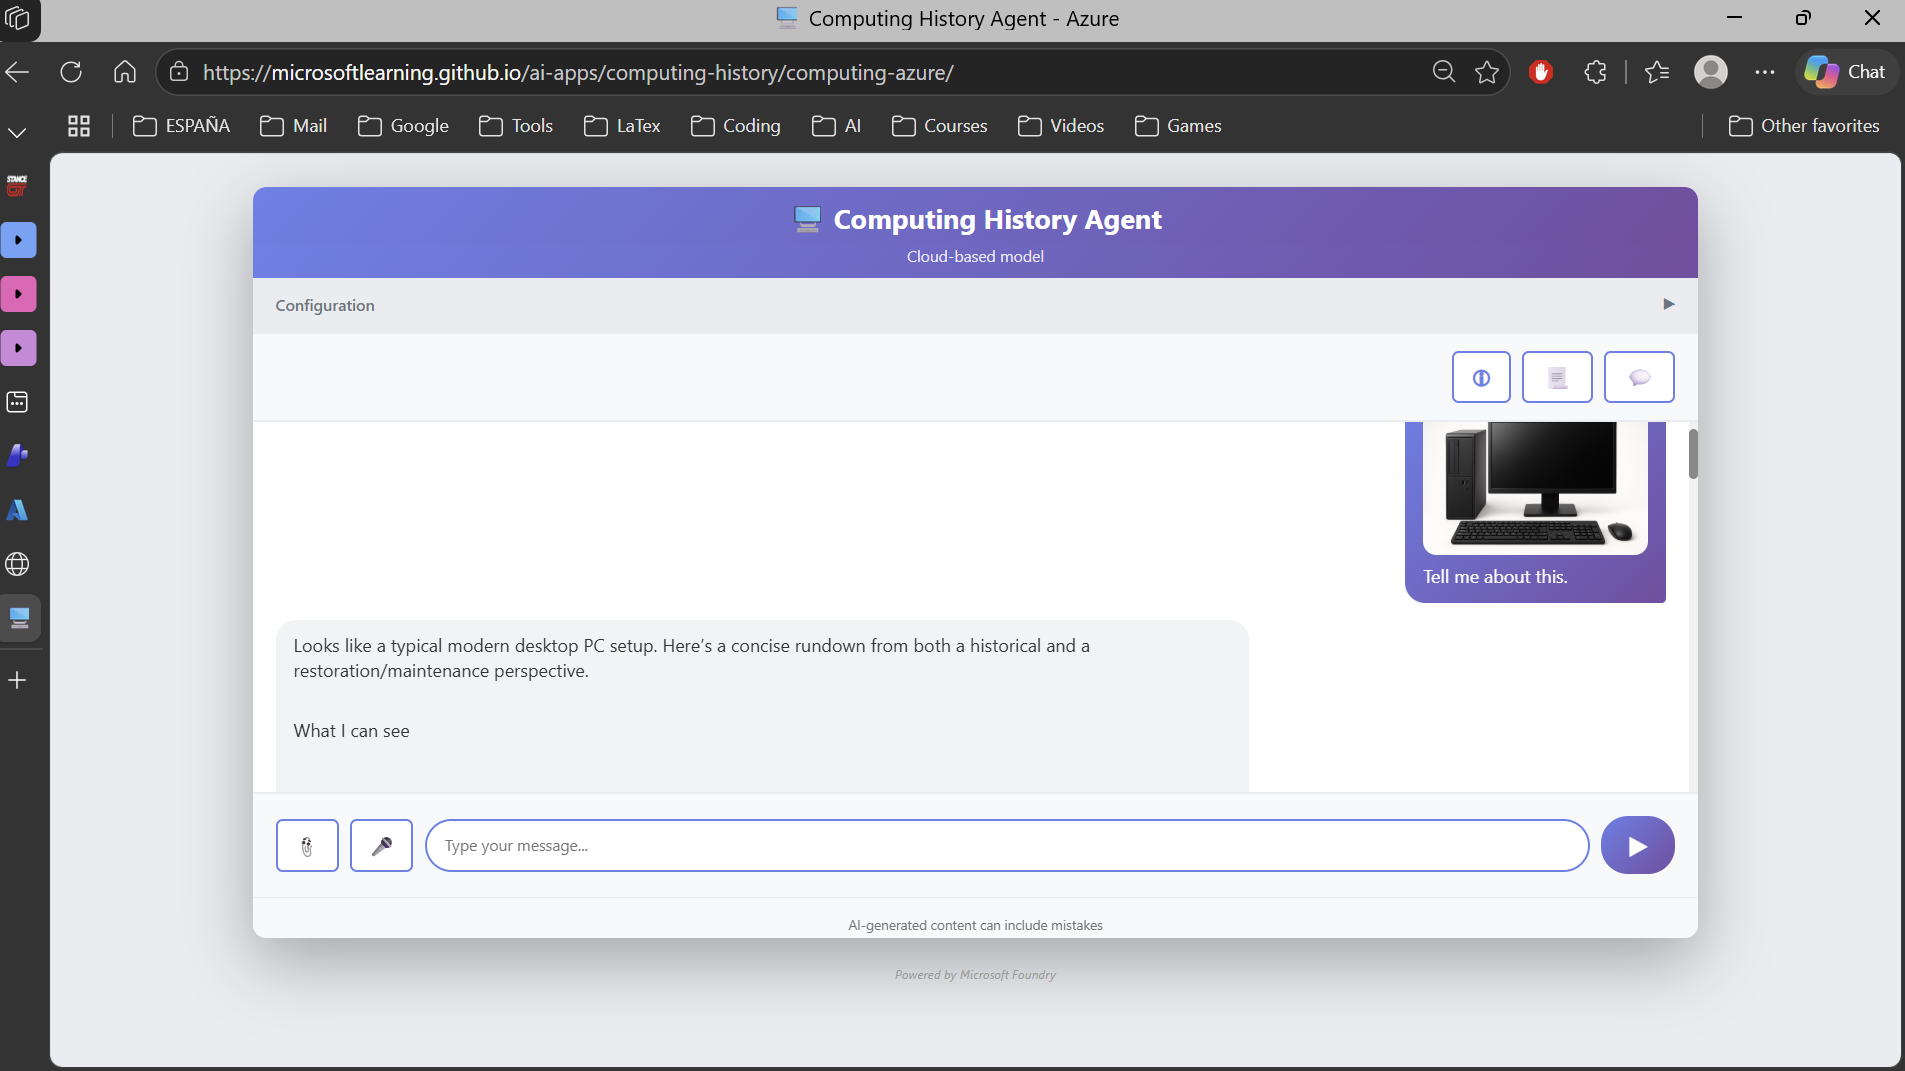 Computing History Agent - Azure
https://microsoftlearning.github.io/ai-apps/computing-history/computing-azure/
Chat
ESPAÑA
Mail
Google
Tools
LaTex
Coding
AI
Courses
Videos
Games
Other favorites
STANCE
GT
Computing History Agent
Cloud-based model
Configuration
Tell me about this.
Looks like a typical modern desktop PC setup. Here’s a concise rundown from both a historical and a
restoration/maintenance perspective.
What I can see
Type your message...
AI-generated content can include mistakes
Powered by Microsoft Foundry